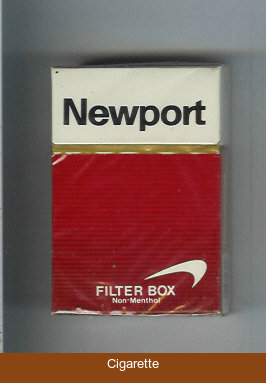 Newport
FILTER BOX
Non-Menthol
Cigarette